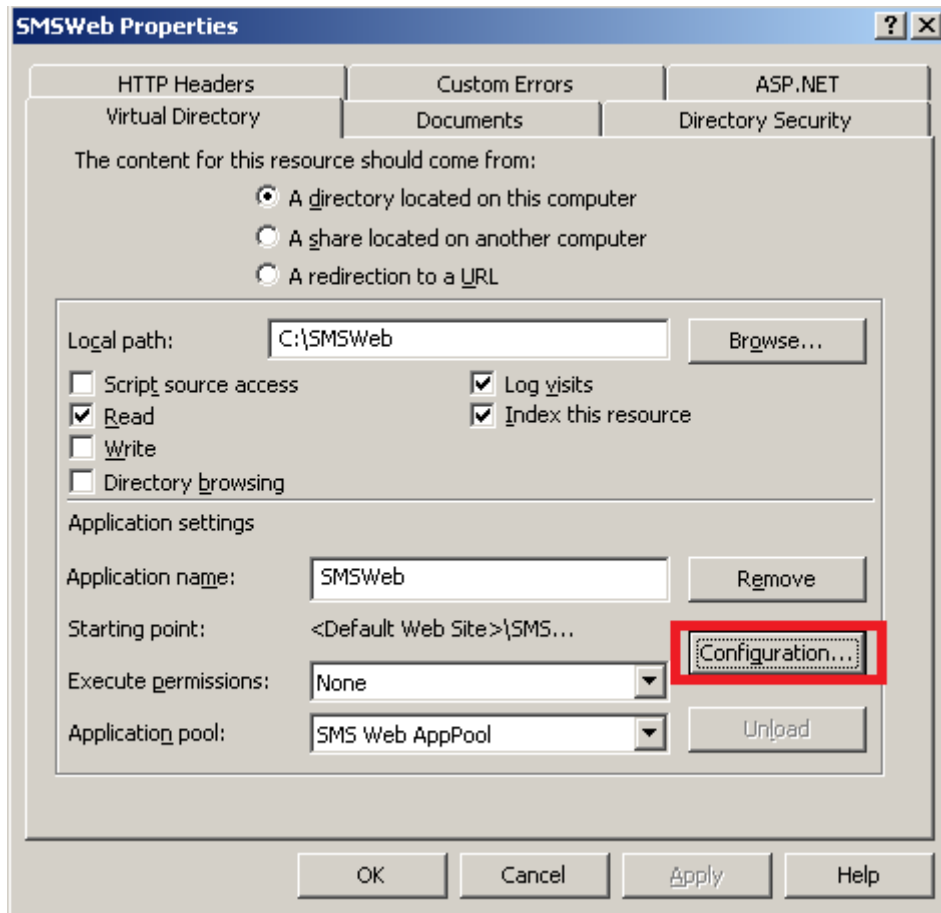 SMSWeb Properties
HTTP Headers Custom Errors ASP.NET
Virtual Directory Documents Directory Security
The content for this resource should come from:
A directory located on this computer
A share located on another computer
A redirection to a URL
Local path: C:\SMSWeb Browse...
Script source access Log visits
Read Index this resource
Write
Directory browsing
Application settings
Application name: SMSWeb Remove
Starting point: <Default Web Site>\SMS...
Configuration...
Execute permissions: None
Application pool: SMS Web AppPool Unload
OK Cancel Apply Help